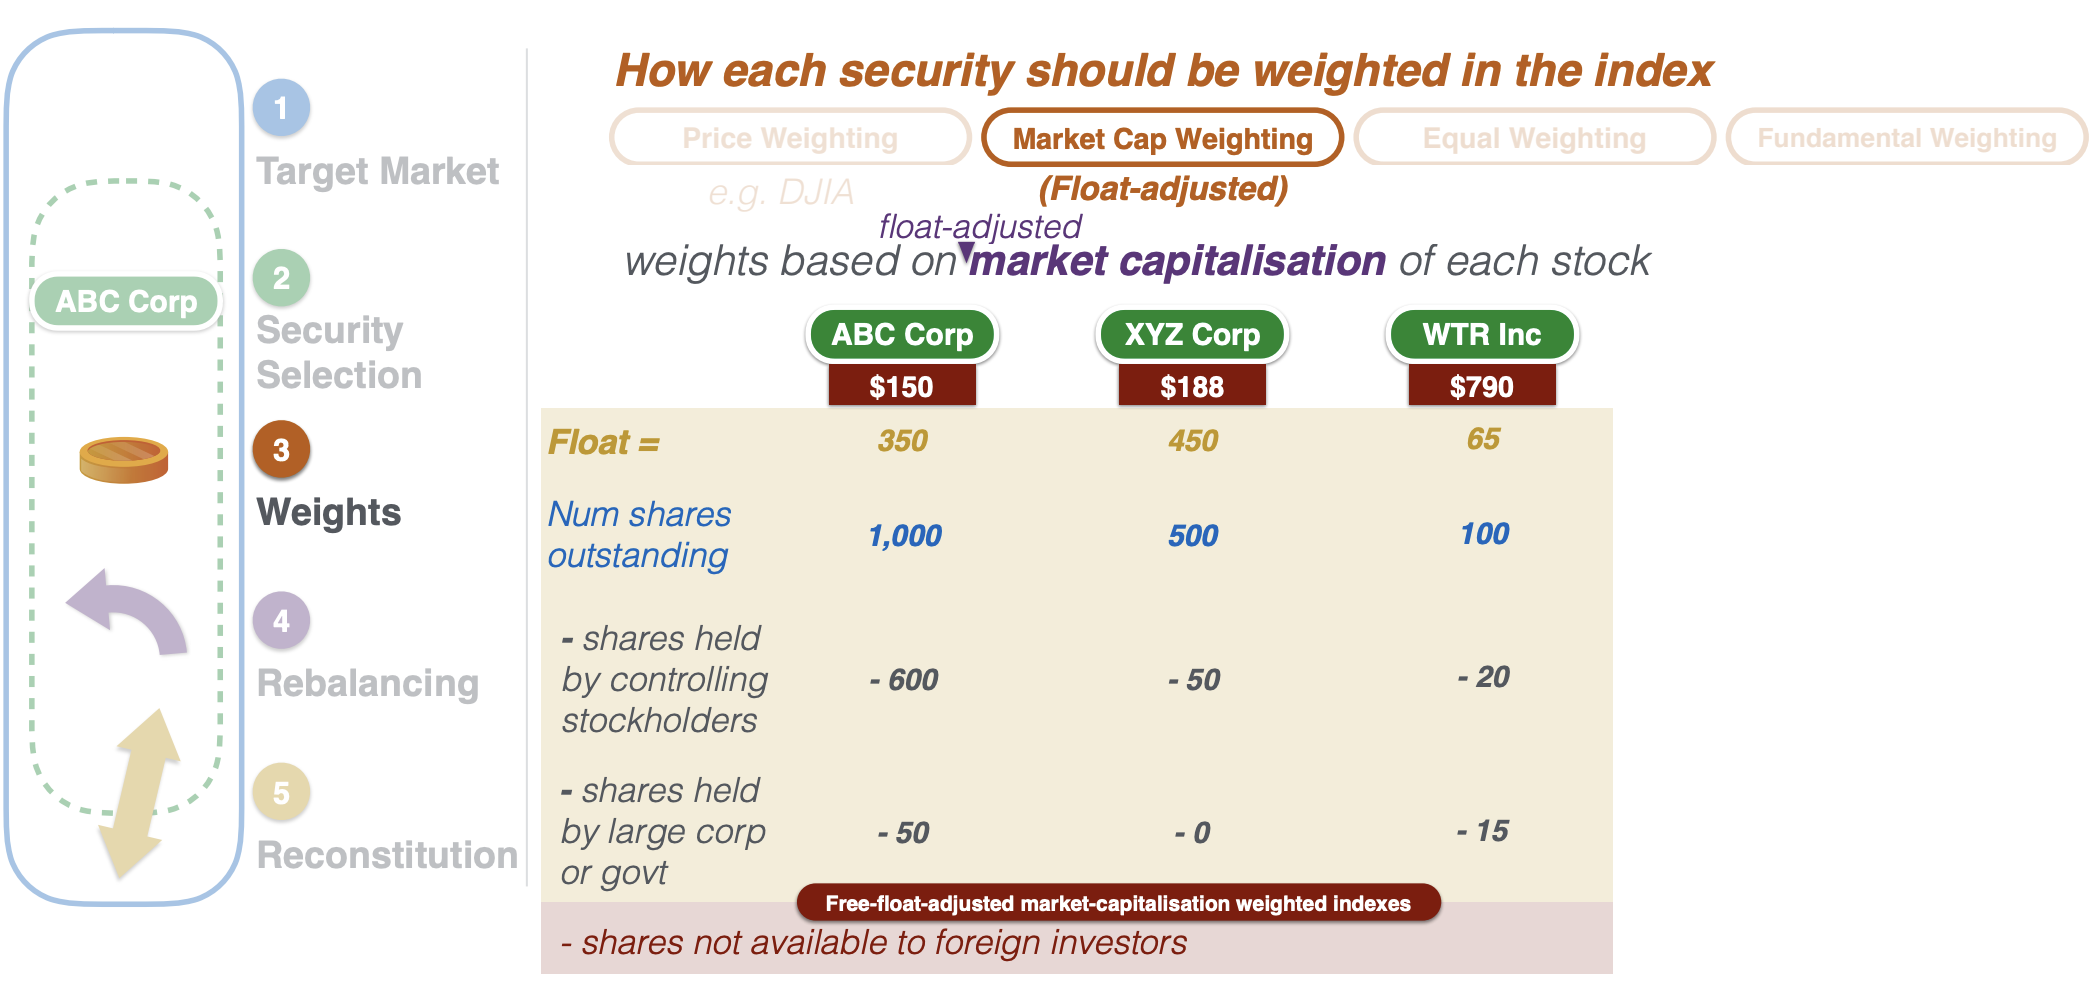 1
Target Market
2
Security
Selection
3
Weights
4
Rebalancing
5
Reconstitution
ABC Corp
How each security should be weighted in the index
Price Weighting
Market Cap Weighting
Equal Weighting
Fundamental Weighting
e.g. DJIA
(Float-adjusted)
float-adjusted
weights based on market capitalisation of each stock
ABC Corp
XYZ Corp
WTR Inc
$150
$188
$790
Float =
350
450
65
Num shares
outstanding
1,000
500
100
- shares held
by controlling
stockholders
- 600
- 50
- 20
- shares held
by large corp
or govt
- 50
- 0
- 15
Free-float-adjusted market-capitalisation weighted indexes
- shares not available to foreign investors